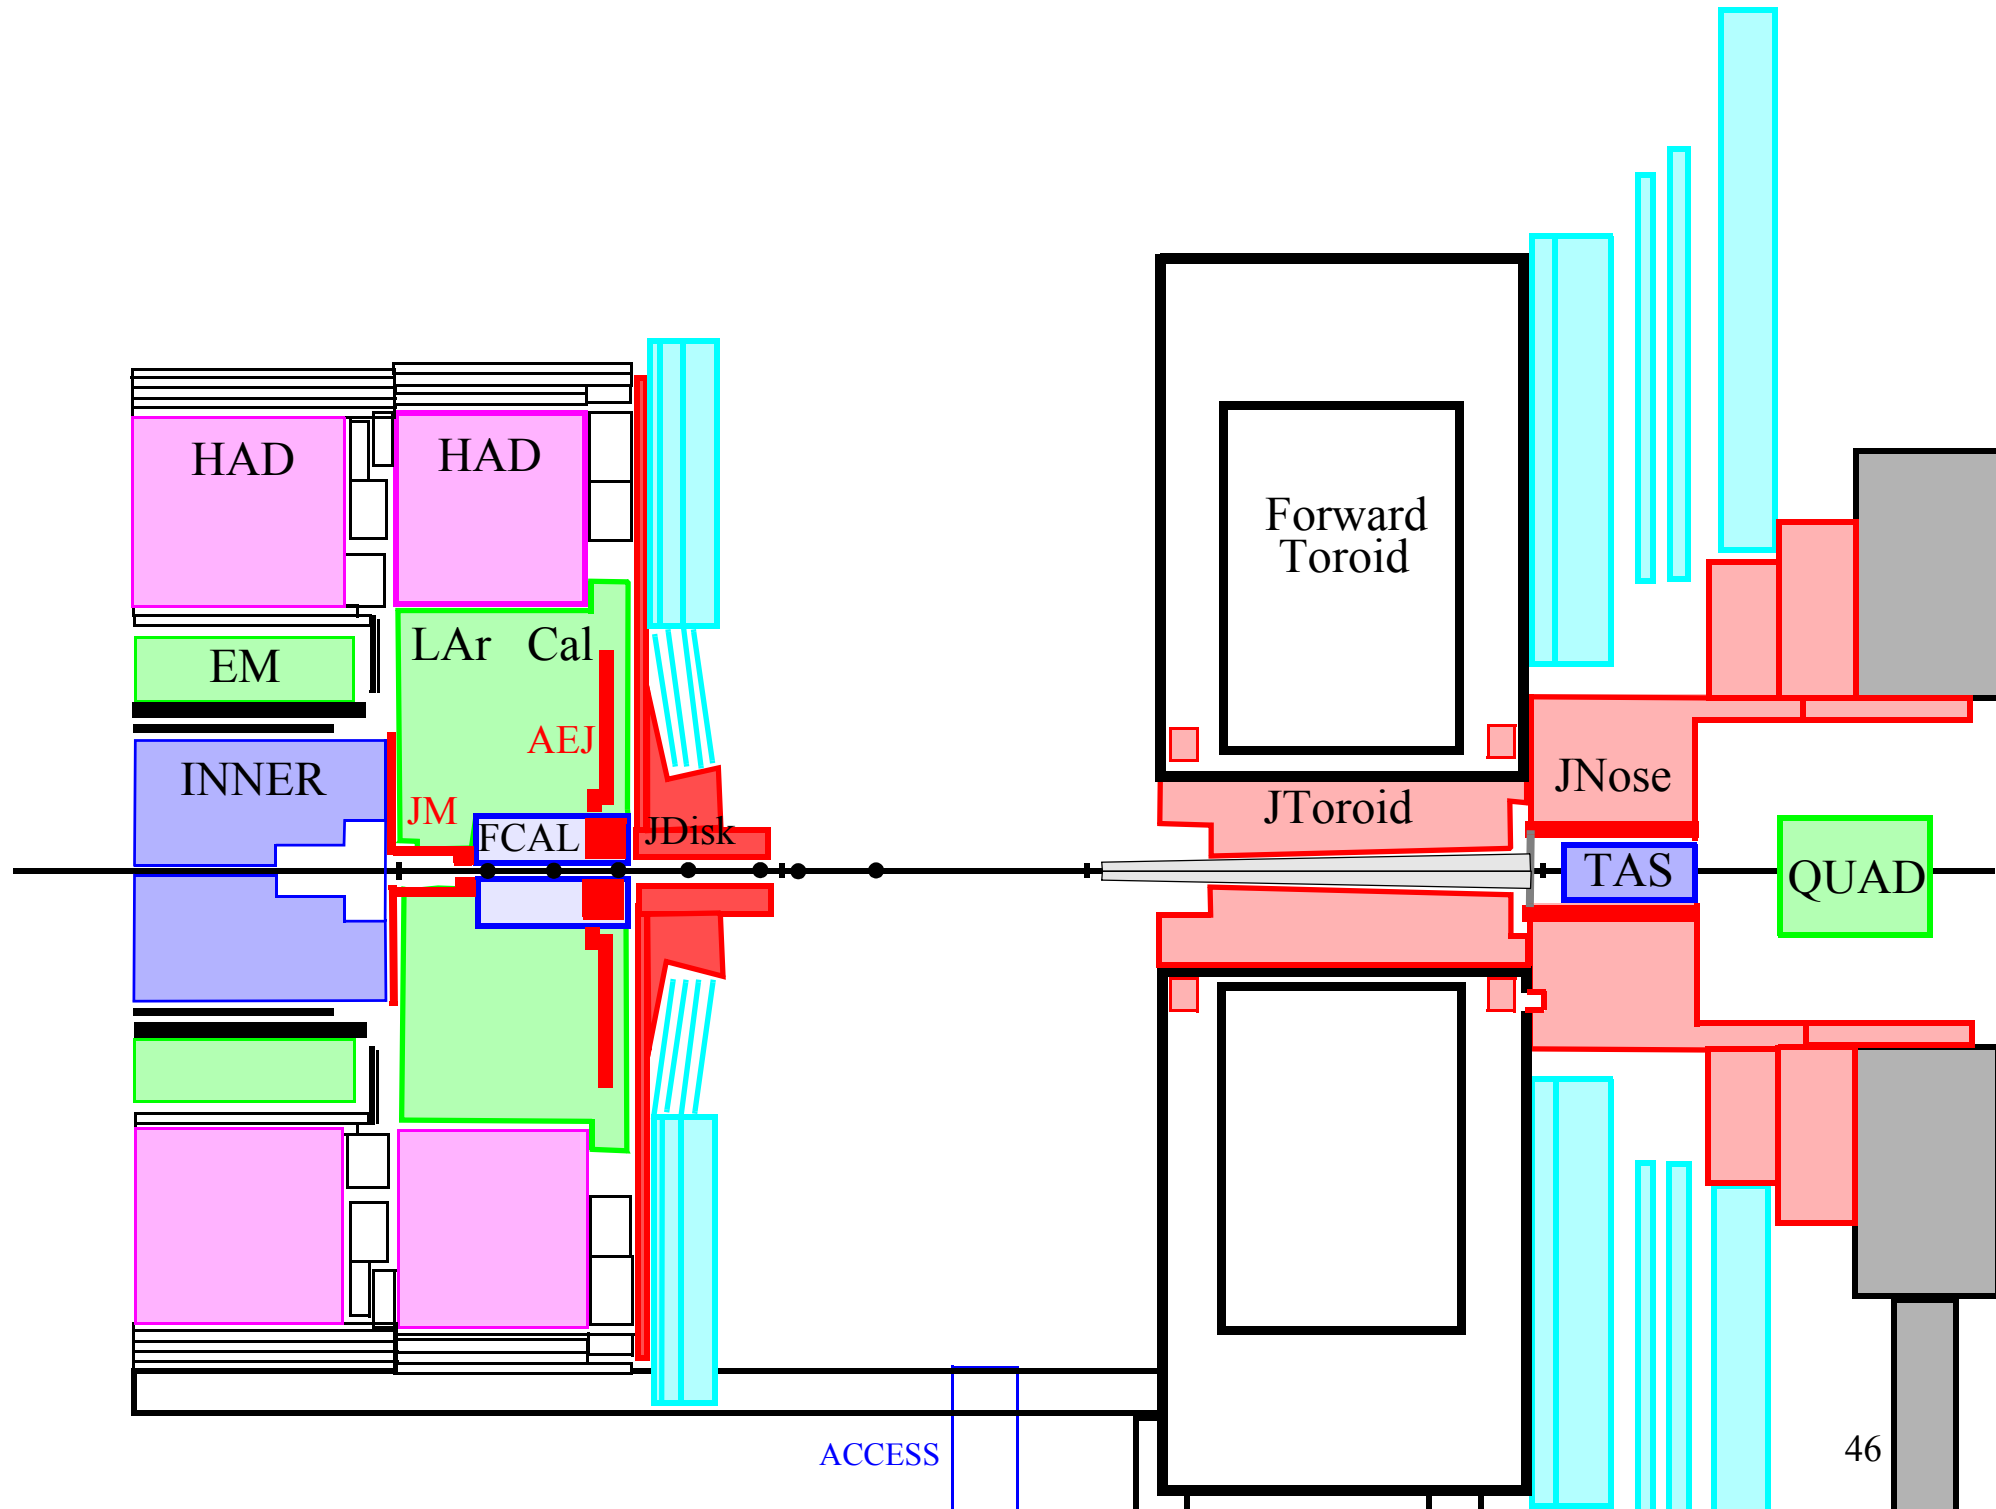 HAD
HAD
Forward
Toroid
LAr Cal
EM
AEJ
INNER
JM
FCAL
JDisk
JToroid
JNose
TAS
QUAD
ACCESS
46